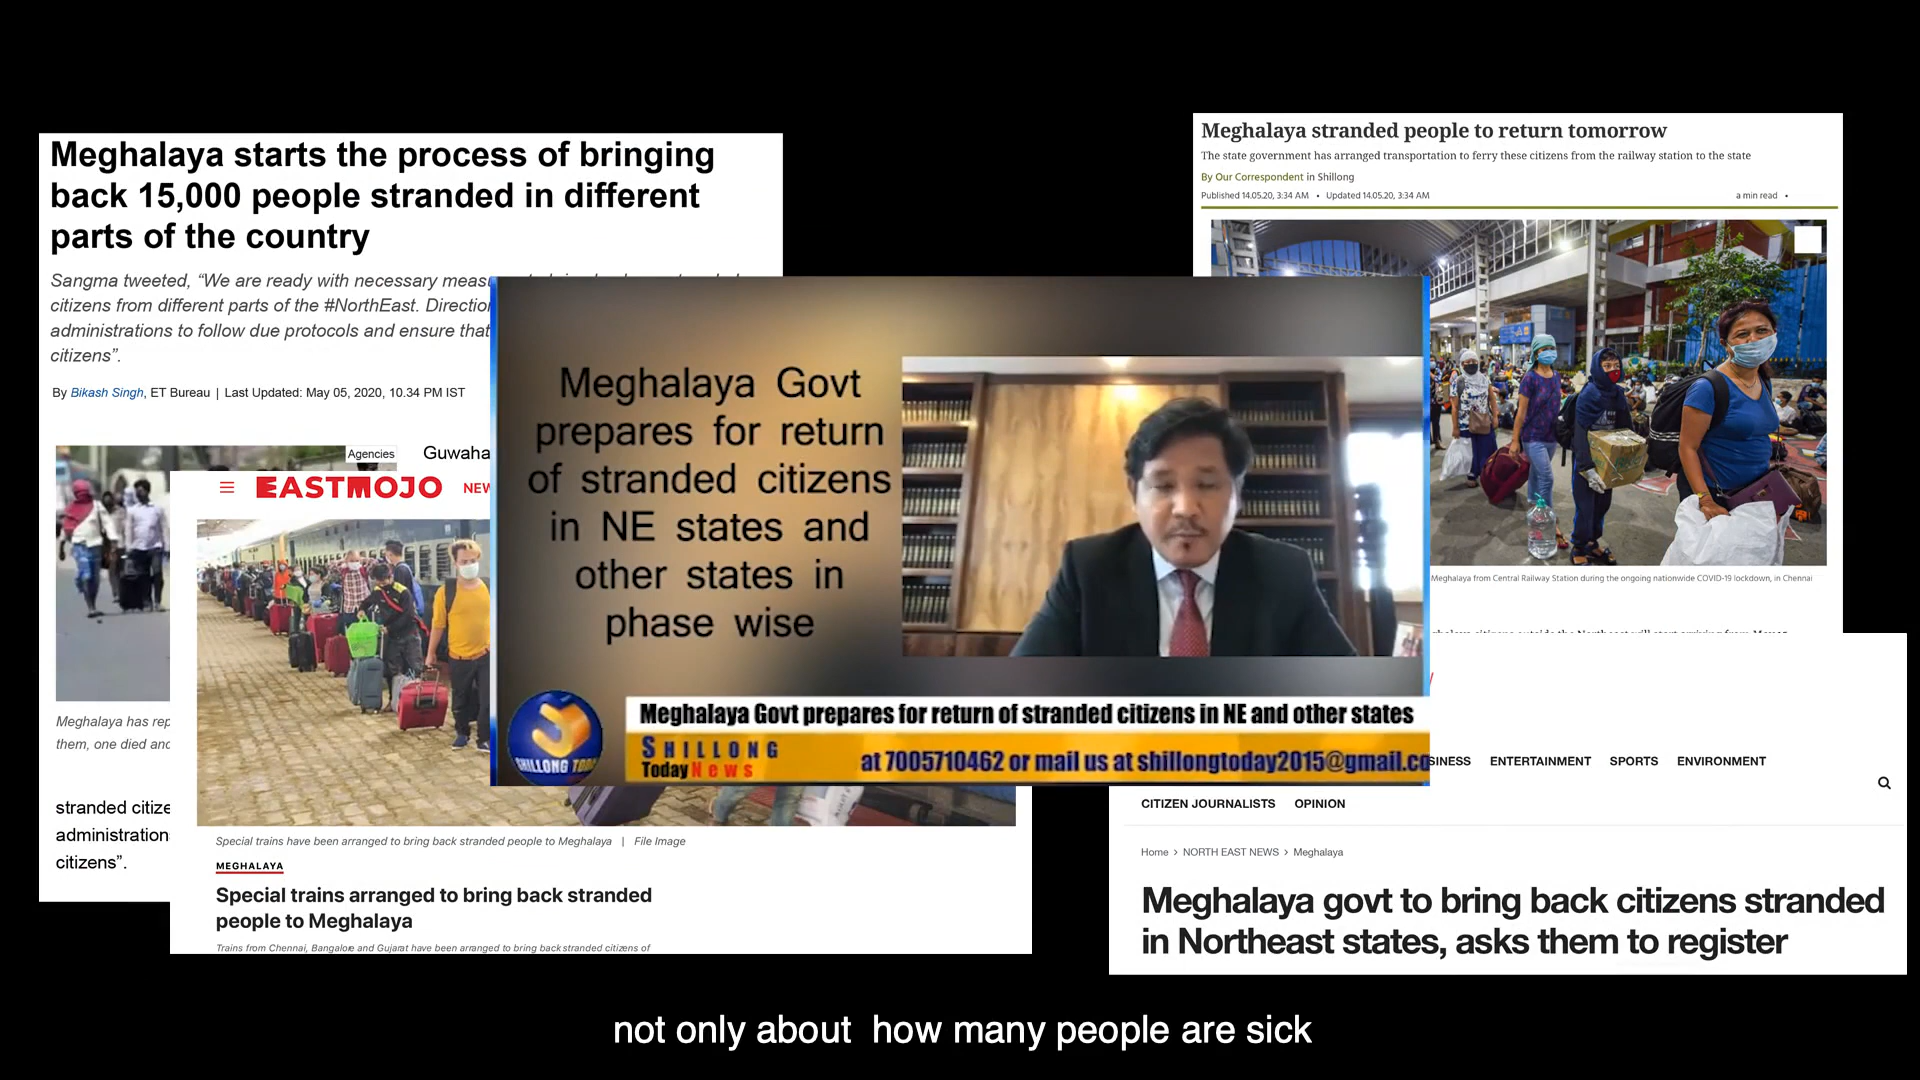 Meghalaya starts the process of bringing
back 15,000 people stranded in different
parts of the country
Sangma tweeted, “We are ready with necessary
citizens from different parts of the #NorthEast.
administrations to follow due protocols and ensure that
citizens”.
By Bikash Singh, ET Bureau | Last Updated: May 05, 2020, 10.34 PM IST
Agencies
Meghalaya has
them, one died
stranded
citizens”.
EASTMOJO
Special trains have been arranged to bring back stranded people to Meghalaya | File Image
MEGHALAYA
Special trains arranged to bring back stranded
people to Meghalaya
Trains from Chennai, Bangalore and Gujarat have been arranged to bring back stranded citizens of
Meghalaya Govt
prepares for return
of stranded citizens
in NE states and
other states in
phase wise
Meghalaya Govt prepares for return of stranded citizens in NE and other states
SHILLONG
Today News
at 7005710462 or mail us at shillongtoday2015@gmail.co
SHILLONG
Meghalaya stranded people to return tomorrow
The state government has arranged transportation to ferry these citizens from the railway station to the state
By Our Correspondent in Shillong
Published 14.05.20, 3:34 AM • Updated 14.05.20, 3:34 AM
a min read •
Meghalaya from Central Railway Station during the ongoing nationwide COVID-19 lockdown, in Chennai
ENTERTAINMENT SPORTS ENVIRONMENT
CITIZEN JOURNALISTS OPINION
Home > NORTH EAST NEWS > Meghalaya
Meghalaya govt to bring back citizens stranded
in Northeast states, asks them to register
not only about how many people are sick